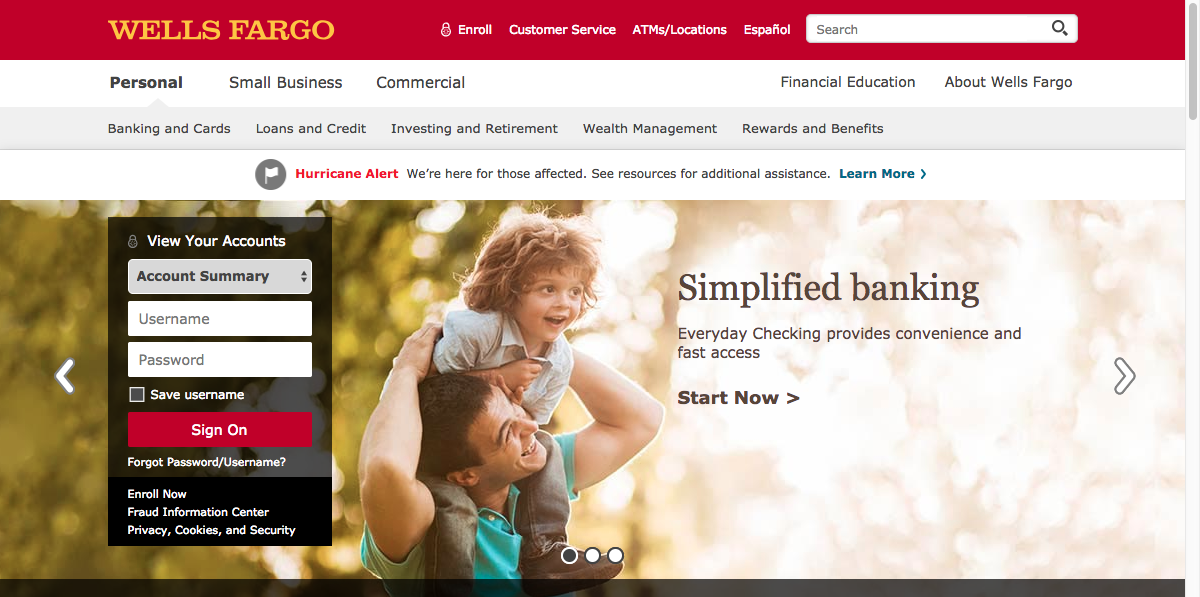 WELLS FARGO
Enroll Customer Service ATMs/Locations Español Search
Personal Small Business Commercial Financial Education About Wells Fargo
Banking and Cards Loans and Credit Investing and Retirement Wealth Management Rewards and Benefits
Hurricane Alert We're here for those affected. See resources for additional assistance. Learn More >
View Your Accounts
Account Summary
Username
Password
Save username
Sign On
Forgot Password/Username?
Enroll Now
Fraud Information Center
Privacy, Cookies, and Security
Simplified banking
Everyday Checking provides convenience and
fast access
Start Now >